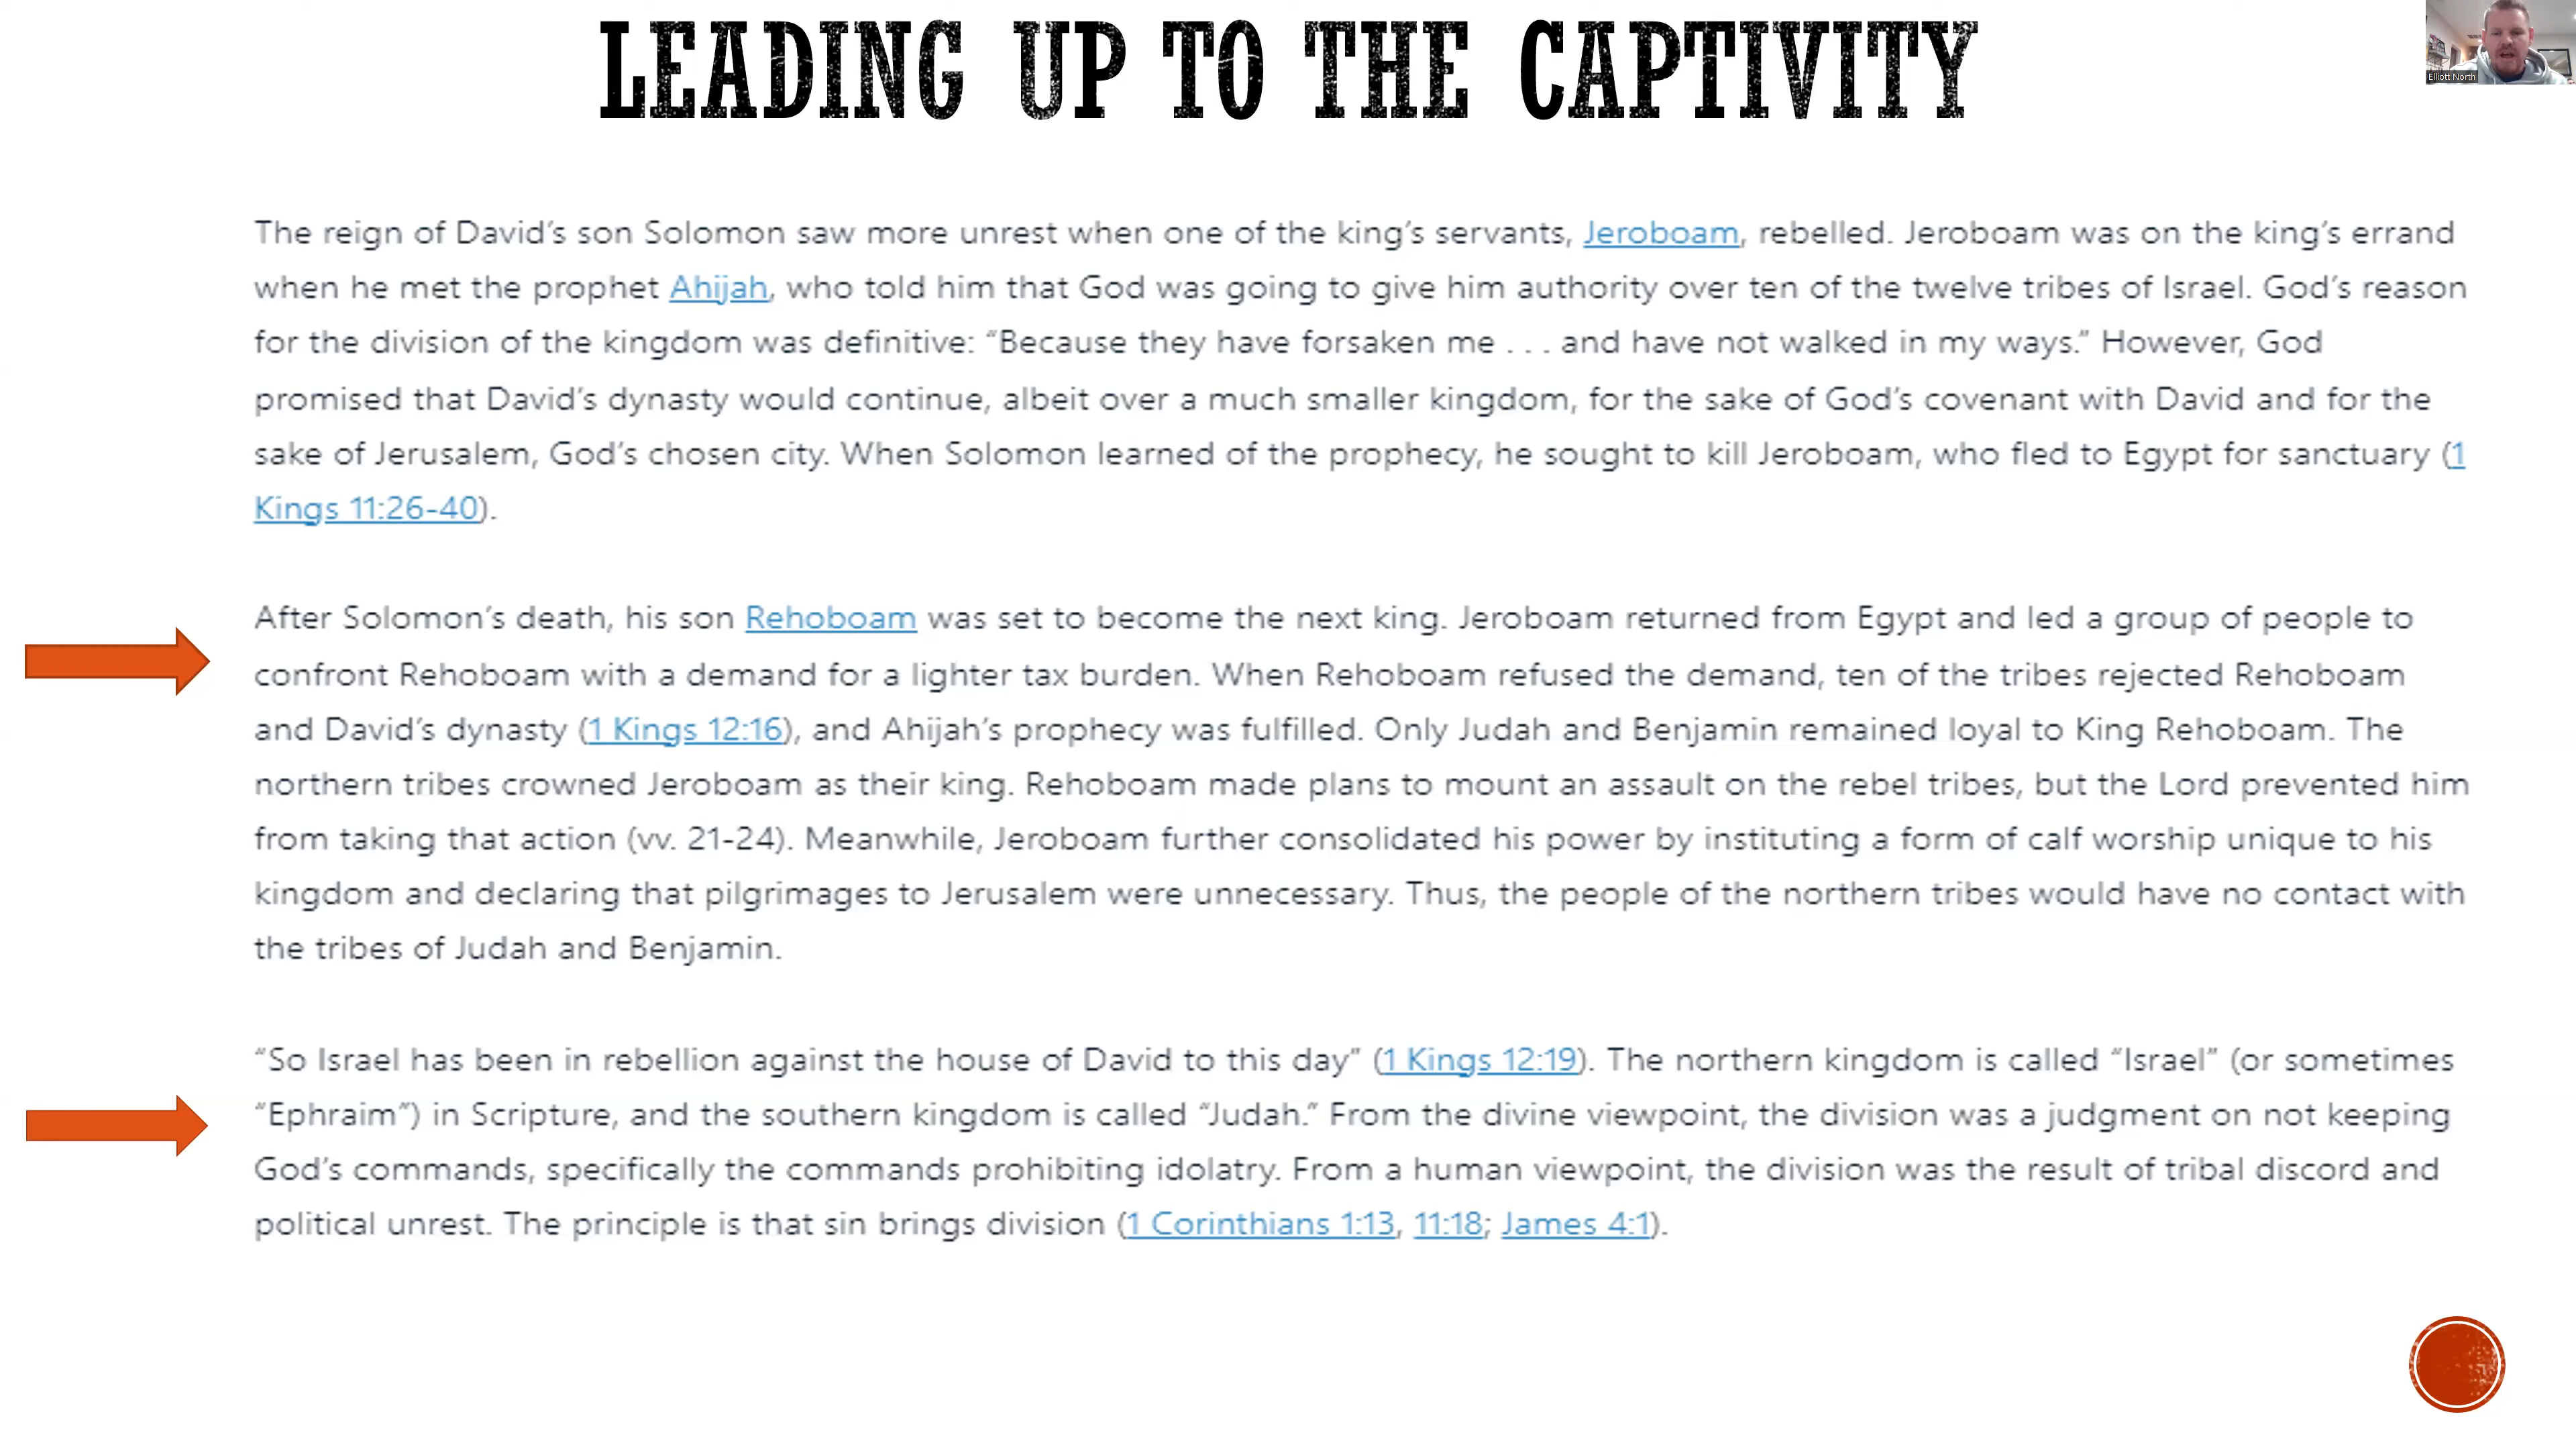 LEADING UP TO THE CAPTIVITY
Elliott North
The reign of David’s son Solomon saw more unrest when one of the king’s servants, Jeroboam, rebelled. Jeroboam was on the king’s errand
when he met the prophet Ahijah, who told him that God was going to give him authority over ten of the twelve tribes of Israel. God’s reason
for the division of the kingdom was definitive: “Because they have forsaken me . . . and have not walked in my ways.” However, God
promised that David’s dynasty would continue, albeit over a much smaller kingdom, for the sake of God’s covenant with David and for the
sake of Jerusalem, God’s chosen city. When Solomon learned of the prophecy, he sought to kill Jeroboam, who fled to Egypt for sanctuary (1
Kings 11:26-40).
After Solomon’s death, his son Rehoboam was set to become the next king. Jeroboam returned from Egypt and led a group of people to
confront Rehoboam with a demand for a lighter tax burden. When Rehoboam refused the demand, ten of the tribes rejected Rehoboam
and David’s dynasty (1 Kings 12:16), and Ahijah’s prophecy was fulfilled. Only Judah and Benjamin remained loyal to King Rehoboam. The
northern tribes crowned Jeroboam as their king. Rehoboam made plans to mount an assault on the rebel tribes, but the Lord prevented him
from taking that action (vv. 21-24). Meanwhile, Jeroboam further consolidated his power by instituting a form of calf worship unique to his
kingdom and declaring that pilgrimages to Jerusalem were unnecessary. Thus, the people of the northern tribes would have no contact with
the tribes of Judah and Benjamin.
“So Israel has been in rebellion against the house of David to this day” (1 Kings 12:19). The northern kingdom is called “Israel” (or sometimes
“Ephraim”) in Scripture, and the southern kingdom is called “Judah.” From the divine viewpoint, the division was a judgment on not keeping
God’s commands, specifically the commands prohibiting idolatry. From a human viewpoint, the division was the result of tribal discord and
political unrest. The principle is that sin brings division (1 Corinthians 1:13, 11:18; James 4:1).